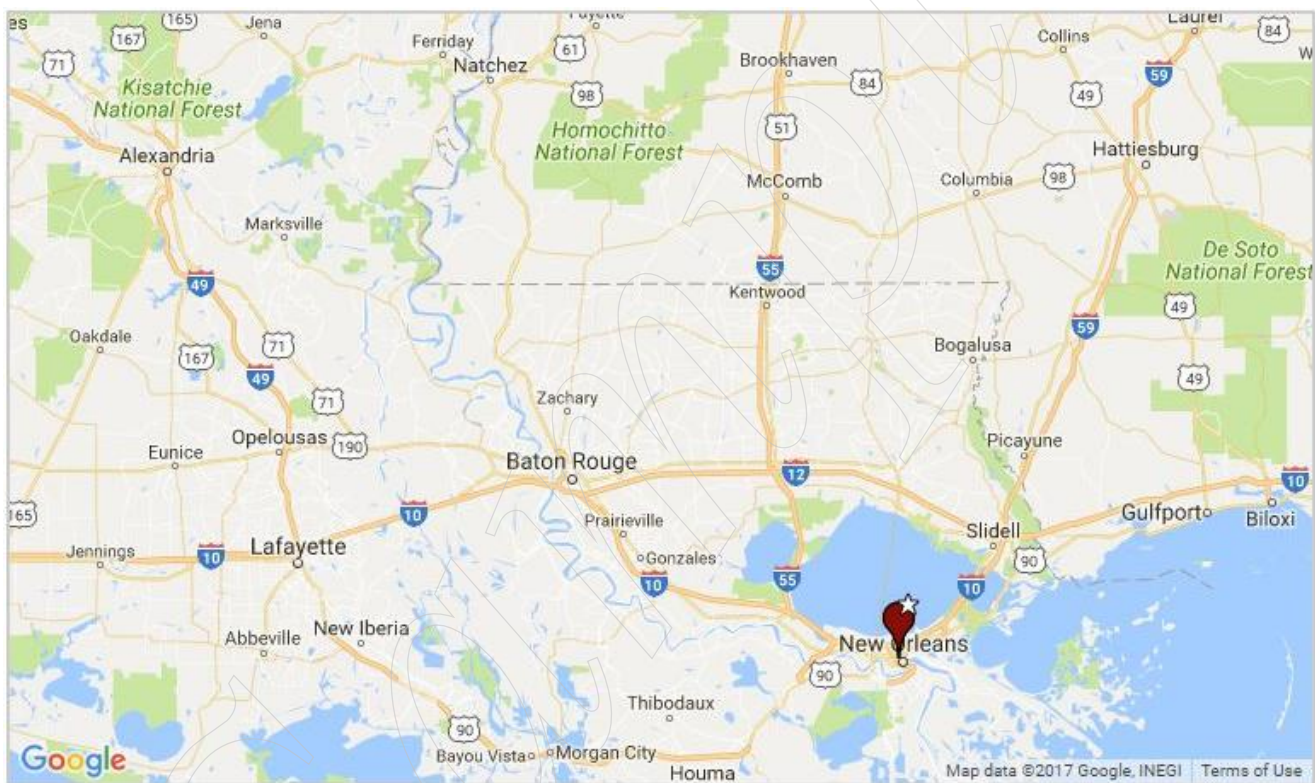 165
Jena
Fayette
Laurel
84
167
Ferriday
61
Collins
71
Natchez
Brookhaven
84
59
Kisatchie
National Forest
98
49
Homochitto
National Forest
51
Hattiesburg
Alexandria
McComb
Columbia
98
Marksville
De Soto
National Forest
49
55
Kentwood
49
Oakdale
167
71
59
Bogalusa
49
49
71
Zachary
Eunice
Opelousas
190
Picayune
Baton Rouge
12
10
165
10
Gulfport
Biloxi
Prairieville
Slidell
Jennings
10
Lafayette
Gonzales
10
55
10
90
Abbeville
New Iberia
New Orleans
90
Thibodaux
90
Google
Bayou Vista
Morgan City
Houma
Map data ©2017 Google, INEGI
Terms of Use